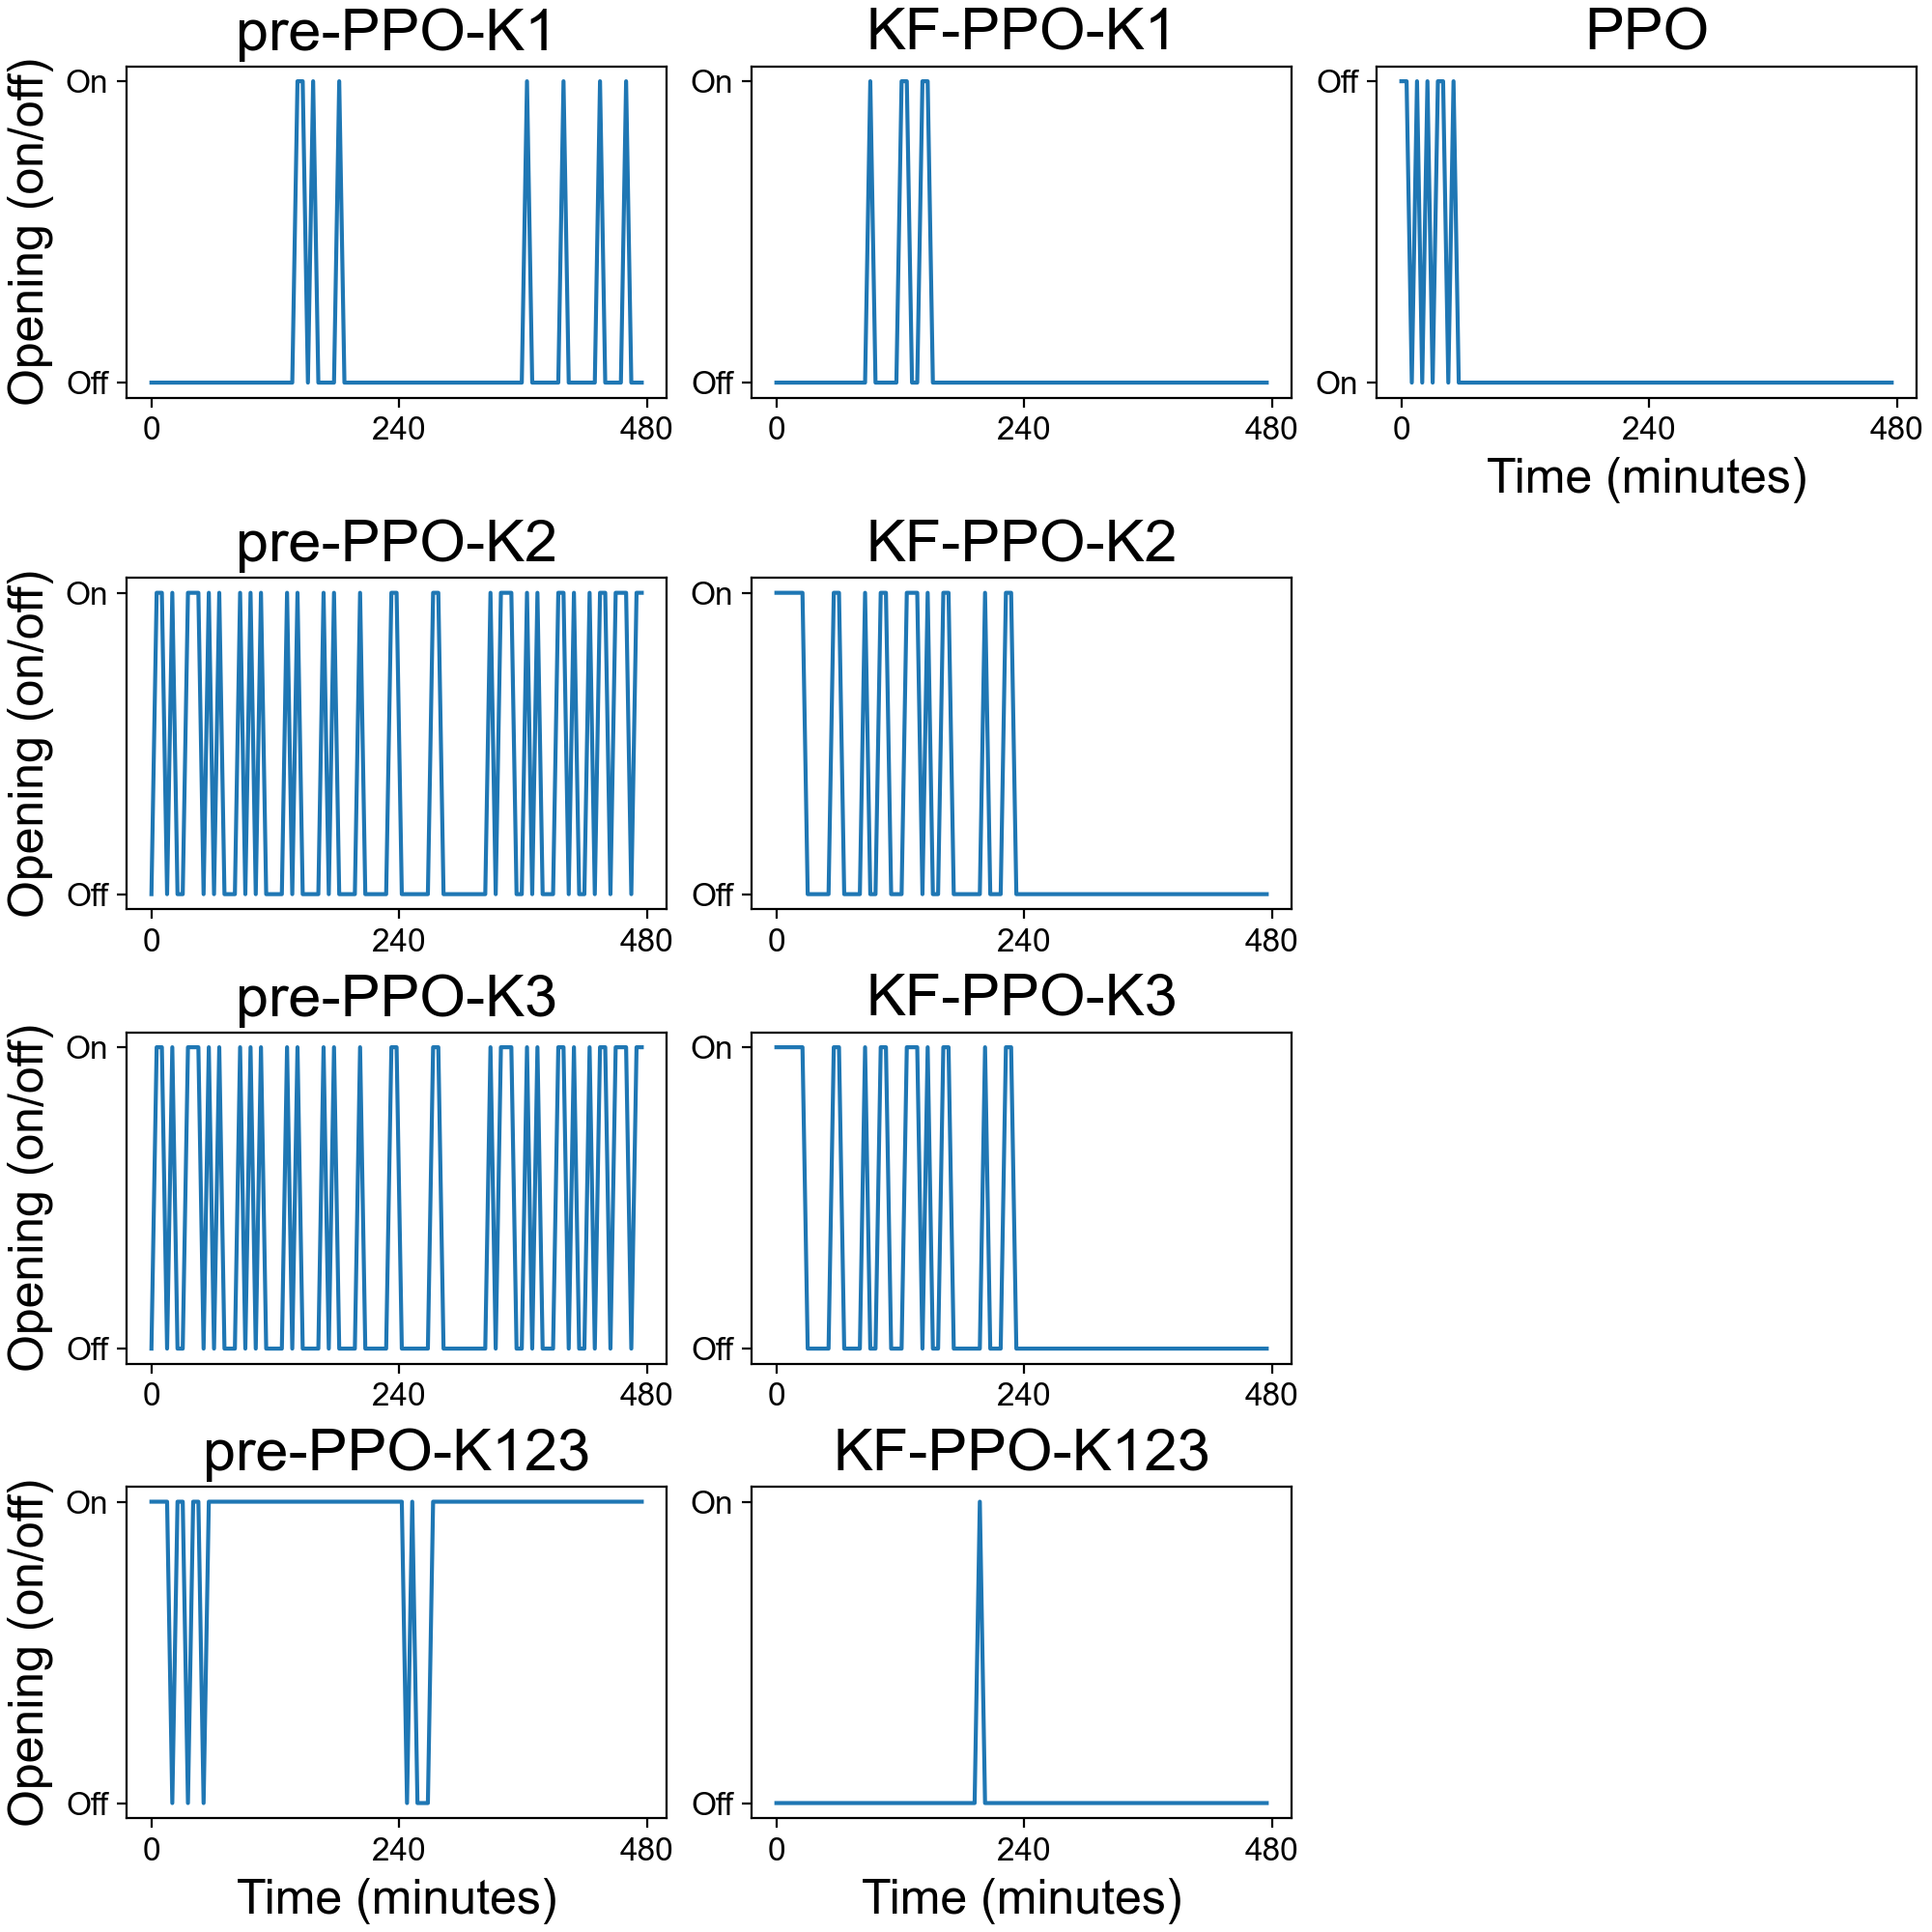 pre-PPO-K1
KF-PPO-K1
PPO
Opening (on/off)
On
Off
0
240
480
On
Off
0
240
480
Off
On
0
240
480
Time (minutes)
pre-PPO-K2
KF-PPO-K2
Opening (on/off)
On
Off
0
240
480
On
Off
0
240
480
pre-PPO-K3
KF-PPO-K3
Opening (on/off)
On
Off
0
240
480
On
Off
0
240
480
pre-PPO-K123
KF-PPO-K123
Opening (on/off)
On
Off
0
240
480
Time (minutes)
On
Off
0
240
480
Time (minutes)